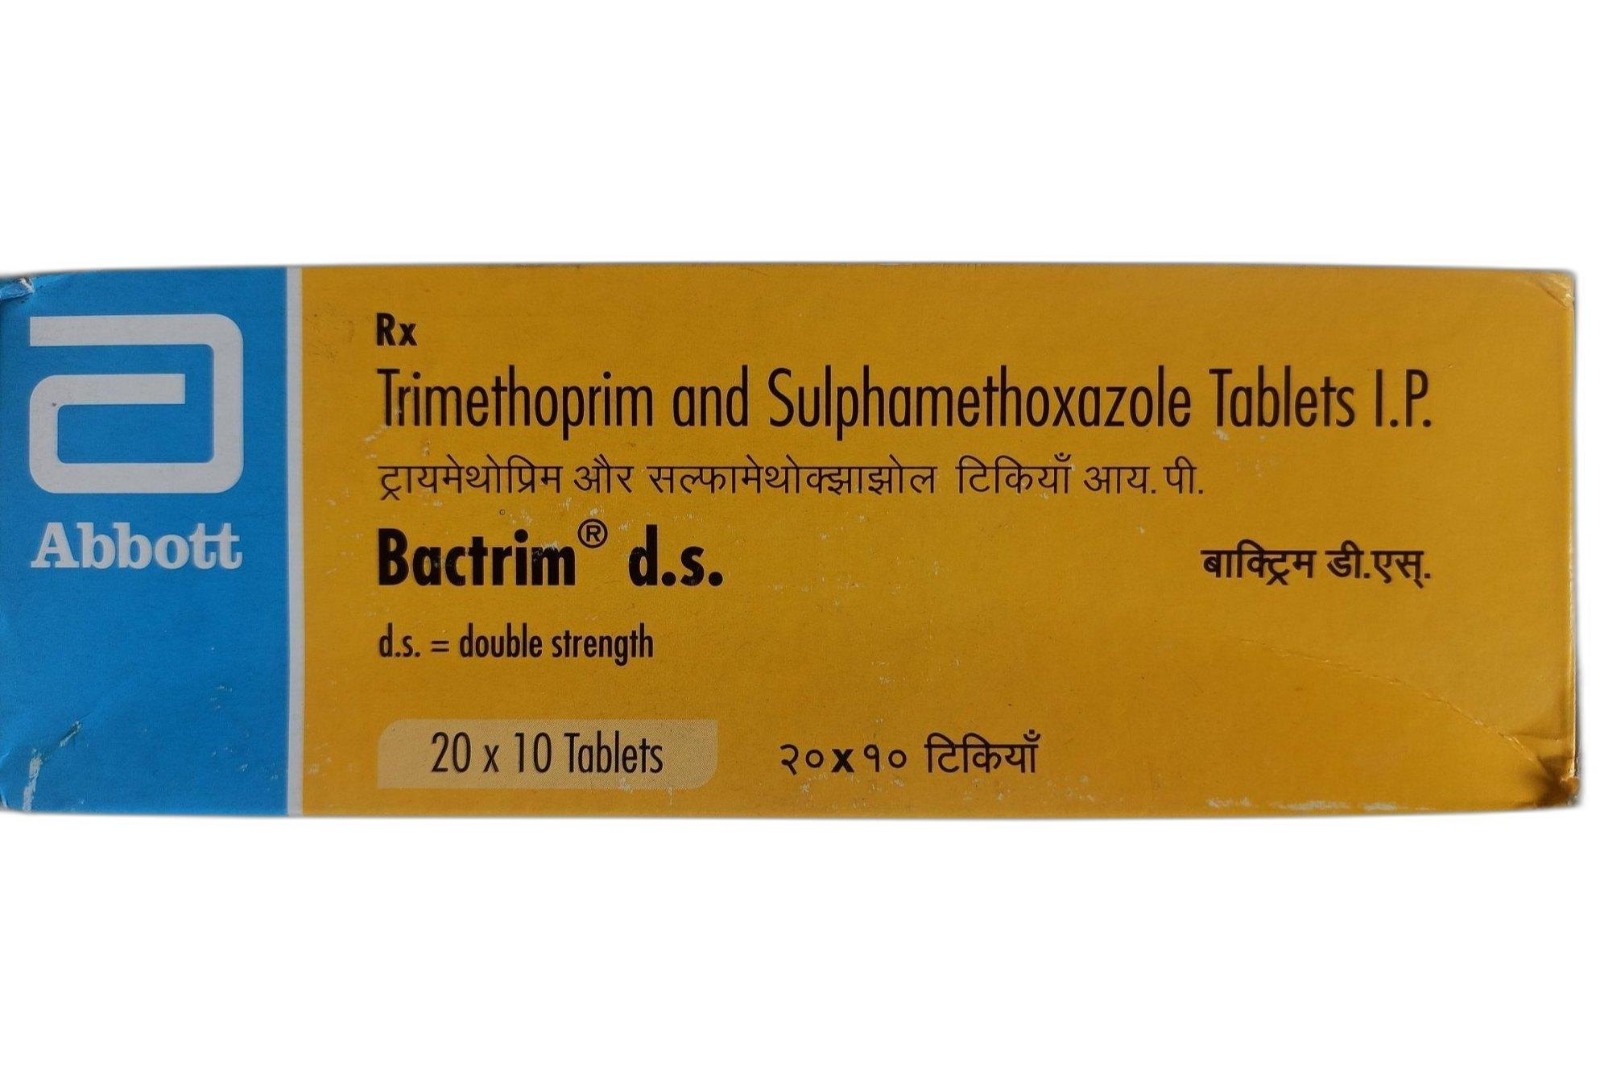 Abbott
Rx
Trimethoprim and Sulphamethoxazole Tablets I.P.
ट्रायमेथोप्रिम और सल्फामेथोक्झाझोल टिकियाँ आय. पी.
Bactrim® d.s. बाक्ट्रिम डी.एस्.
d.s. = double strength
20 x 10 Tablets २०x१० टिकियाँ